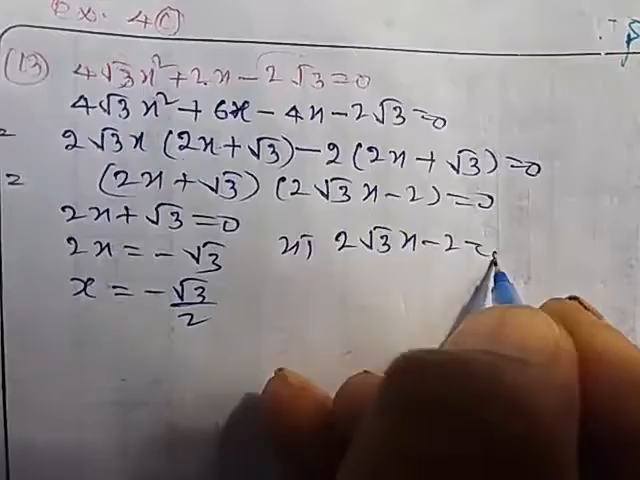 Ex. 4(C)
(13) 4√3x²+2x-2√3=0
4√3x²+6x-4x-2√3=0
2√3x(2x+√3)-2(2x+√3)=0
(2x+√3)(2√3x-2)=0
2x+√3=0
2x=-√3 2√3x-2=
x=-√3/2